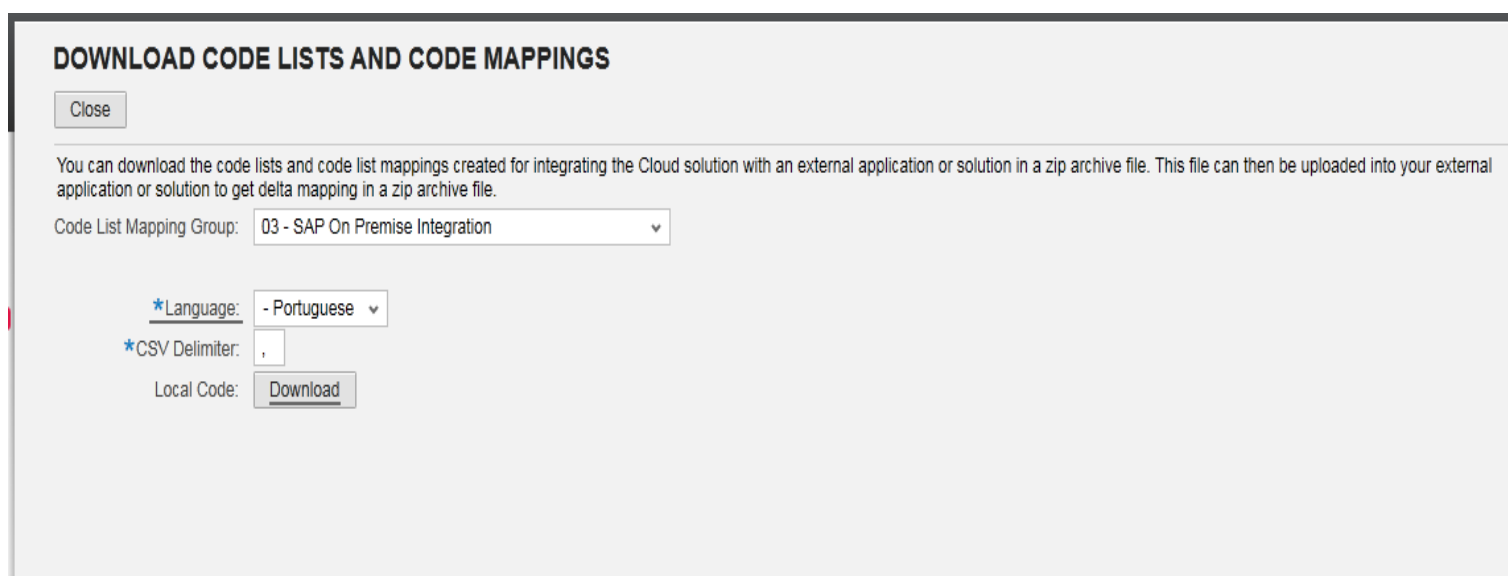 DOWNLOAD CODE LISTS AND CODE MAPPINGS
Close
You can download the code lists and code list mappings created for integrating the Cloud solution with an external application or solution in a zip archive file. This file can then be uploaded into your external
application or solution to get delta mapping in a zip archive file.
Code List Mapping Group: 03 - SAP On Premise Integration
*Language: - Portuguese
*CSV Delimiter: ,
Local Code: Download